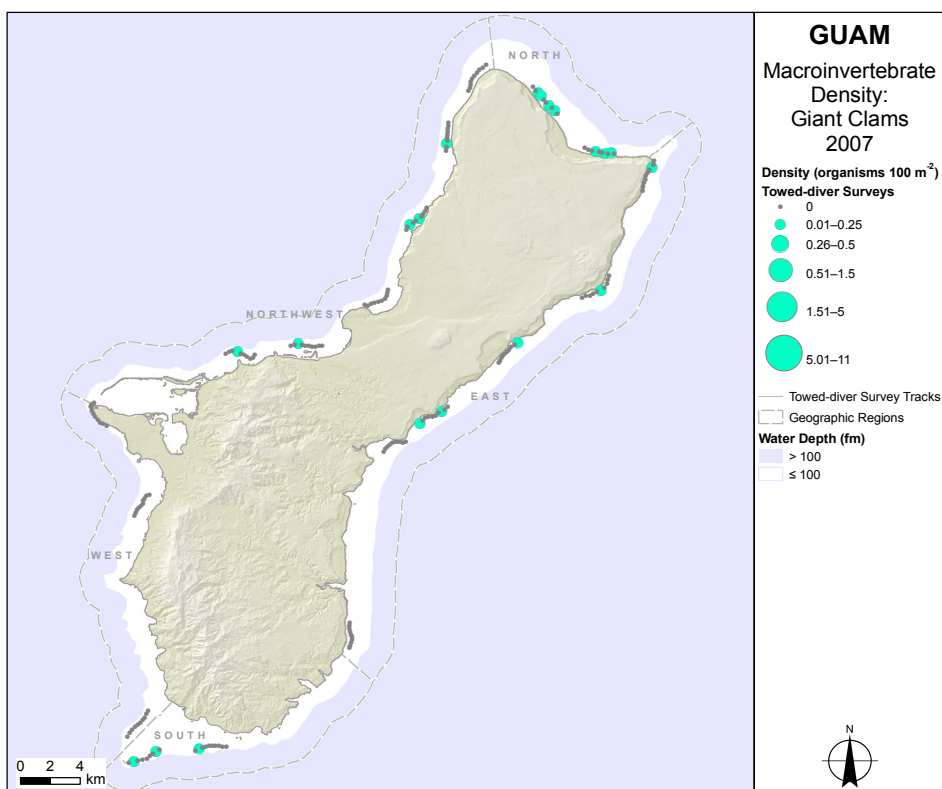 GUAM
Macroinvertebrate
Density:
Giant Clams
2007
Density (organisms 100 m⁻²)
Towed-diver Surveys
0
0.01–0.25
0.26–0.5
0.51–1.5
1.51–5
5.01–11
Towed-diver Survey Tracks
Geographic Regions
Water Depth (fm)
> 100
≤ 100
N
NORTH
NORTHWEST
EAST
WEST
SOUTH
0 2 4
km